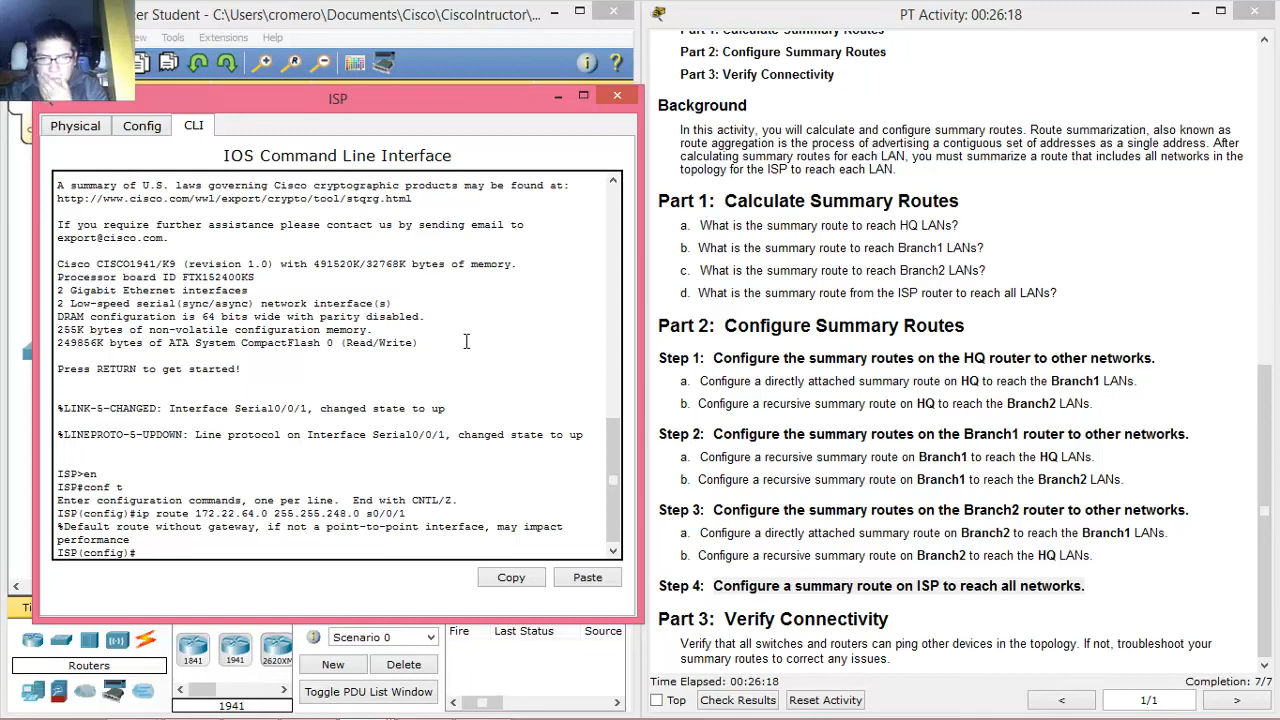 ter Student - C:\Users\cromero\Documents\Cisco\CiscoIntructor\...
PT Activity: 00:26:18
Tools Extensions Help
ISP
Physical Config CLI
IOS Command Line Interface
A summary of U.S. laws governing Cisco cryptographic products may be found at:
http://www.cisco.com/wwl/export/crypto/tool/stqrg.html
If you require further assistance please contact us by sending email to
export@cisco.com.
Cisco CISCO1941/K9 (revision 1.0) with 491520K/32768K bytes of memory.
Processor board ID FTX152400KS
2 Gigabit Ethernet interfaces
2 Low-speed serial(sync/async) network interface(s)
DRAM configuration is 64 bits wide with parity disabled.
255K bytes of non-volatile configuration memory.
249856K bytes of ATA System CompactFlash 0 (Read/Write)
Press RETURN to get started!
%LINK-5-CHANGED: Interface Serial0/0/1, changed state to up
%LINEPROTO-5-UPDOWN: Line protocol on Interface Serial0/0/1, changed state to up
ISP>en
ISP#conf t
Enter configuration commands, one per line. End with CNTL/Z.
ISP(config)#ip route 172.22.64.0 255.255.248.0 s0/0/1
%Default route without gateway, if not a point-to-point interface, may impact
performance
ISP(config)#
Copy Paste
Ti
Routers
1841 1941 2620XM
1941
Scenario 0
New Delete
Toggle PDU List Window
Fire Last Status Source
Part 1: Calculate Summary Routes
Part 2: Configure Summary Routes
Part 3: Verify Connectivity
Background
In this activity, you will calculate and configure summary routes. Route summarization, also known as
route aggregation is the process of advertising a contiguous set of addresses as a single address. After
calculating summary routes for each LAN, you must summarize a route that includes all networks in the
topology for the ISP to reach each LAN.
Part 1: Calculate Summary Routes
a. What is the summary route to reach HQ LANs?
b. What is the summary route to reach Branch1 LANs?
c. What is the summary route to reach Branch2 LANs?
d. What is the summary route from the ISP router to reach all LANs?
Part 2: Configure Summary Routes
Step 1: Configure the summary routes on the HQ router to other networks.
a. Configure a directly attached summary route on HQ to reach the Branch1 LANs.
b. Configure a recursive summary route on HQ to reach the Branch2 LANs.
Step 2: Configure the summary routes on the Branch1 router to other networks.
a. Configure a recursive summary route on Branch1 to reach the HQ LANs.
b. Configure a recursive summary route on Branch1 to reach the Branch2 LANs.
Step 3: Configure the summary routes on the Branch2 router to other networks.
a. Configure a directly attached summary route on Branch2 to reach the Branch1 LANs.
b. Configure a recursive summary route on Branch2 to reach the HQ LANs.
Step 4: Configure a summary route on ISP to reach all networks.
Part 3: Verify Connectivity
Verify that all switches and routers can ping other devices in the topology. If not, troubleshoot your
summary routes to correct any issues.
Time Elapsed: 00:26:18 Completion: 7/7
Top Check Results Reset Activity < 1/1 >